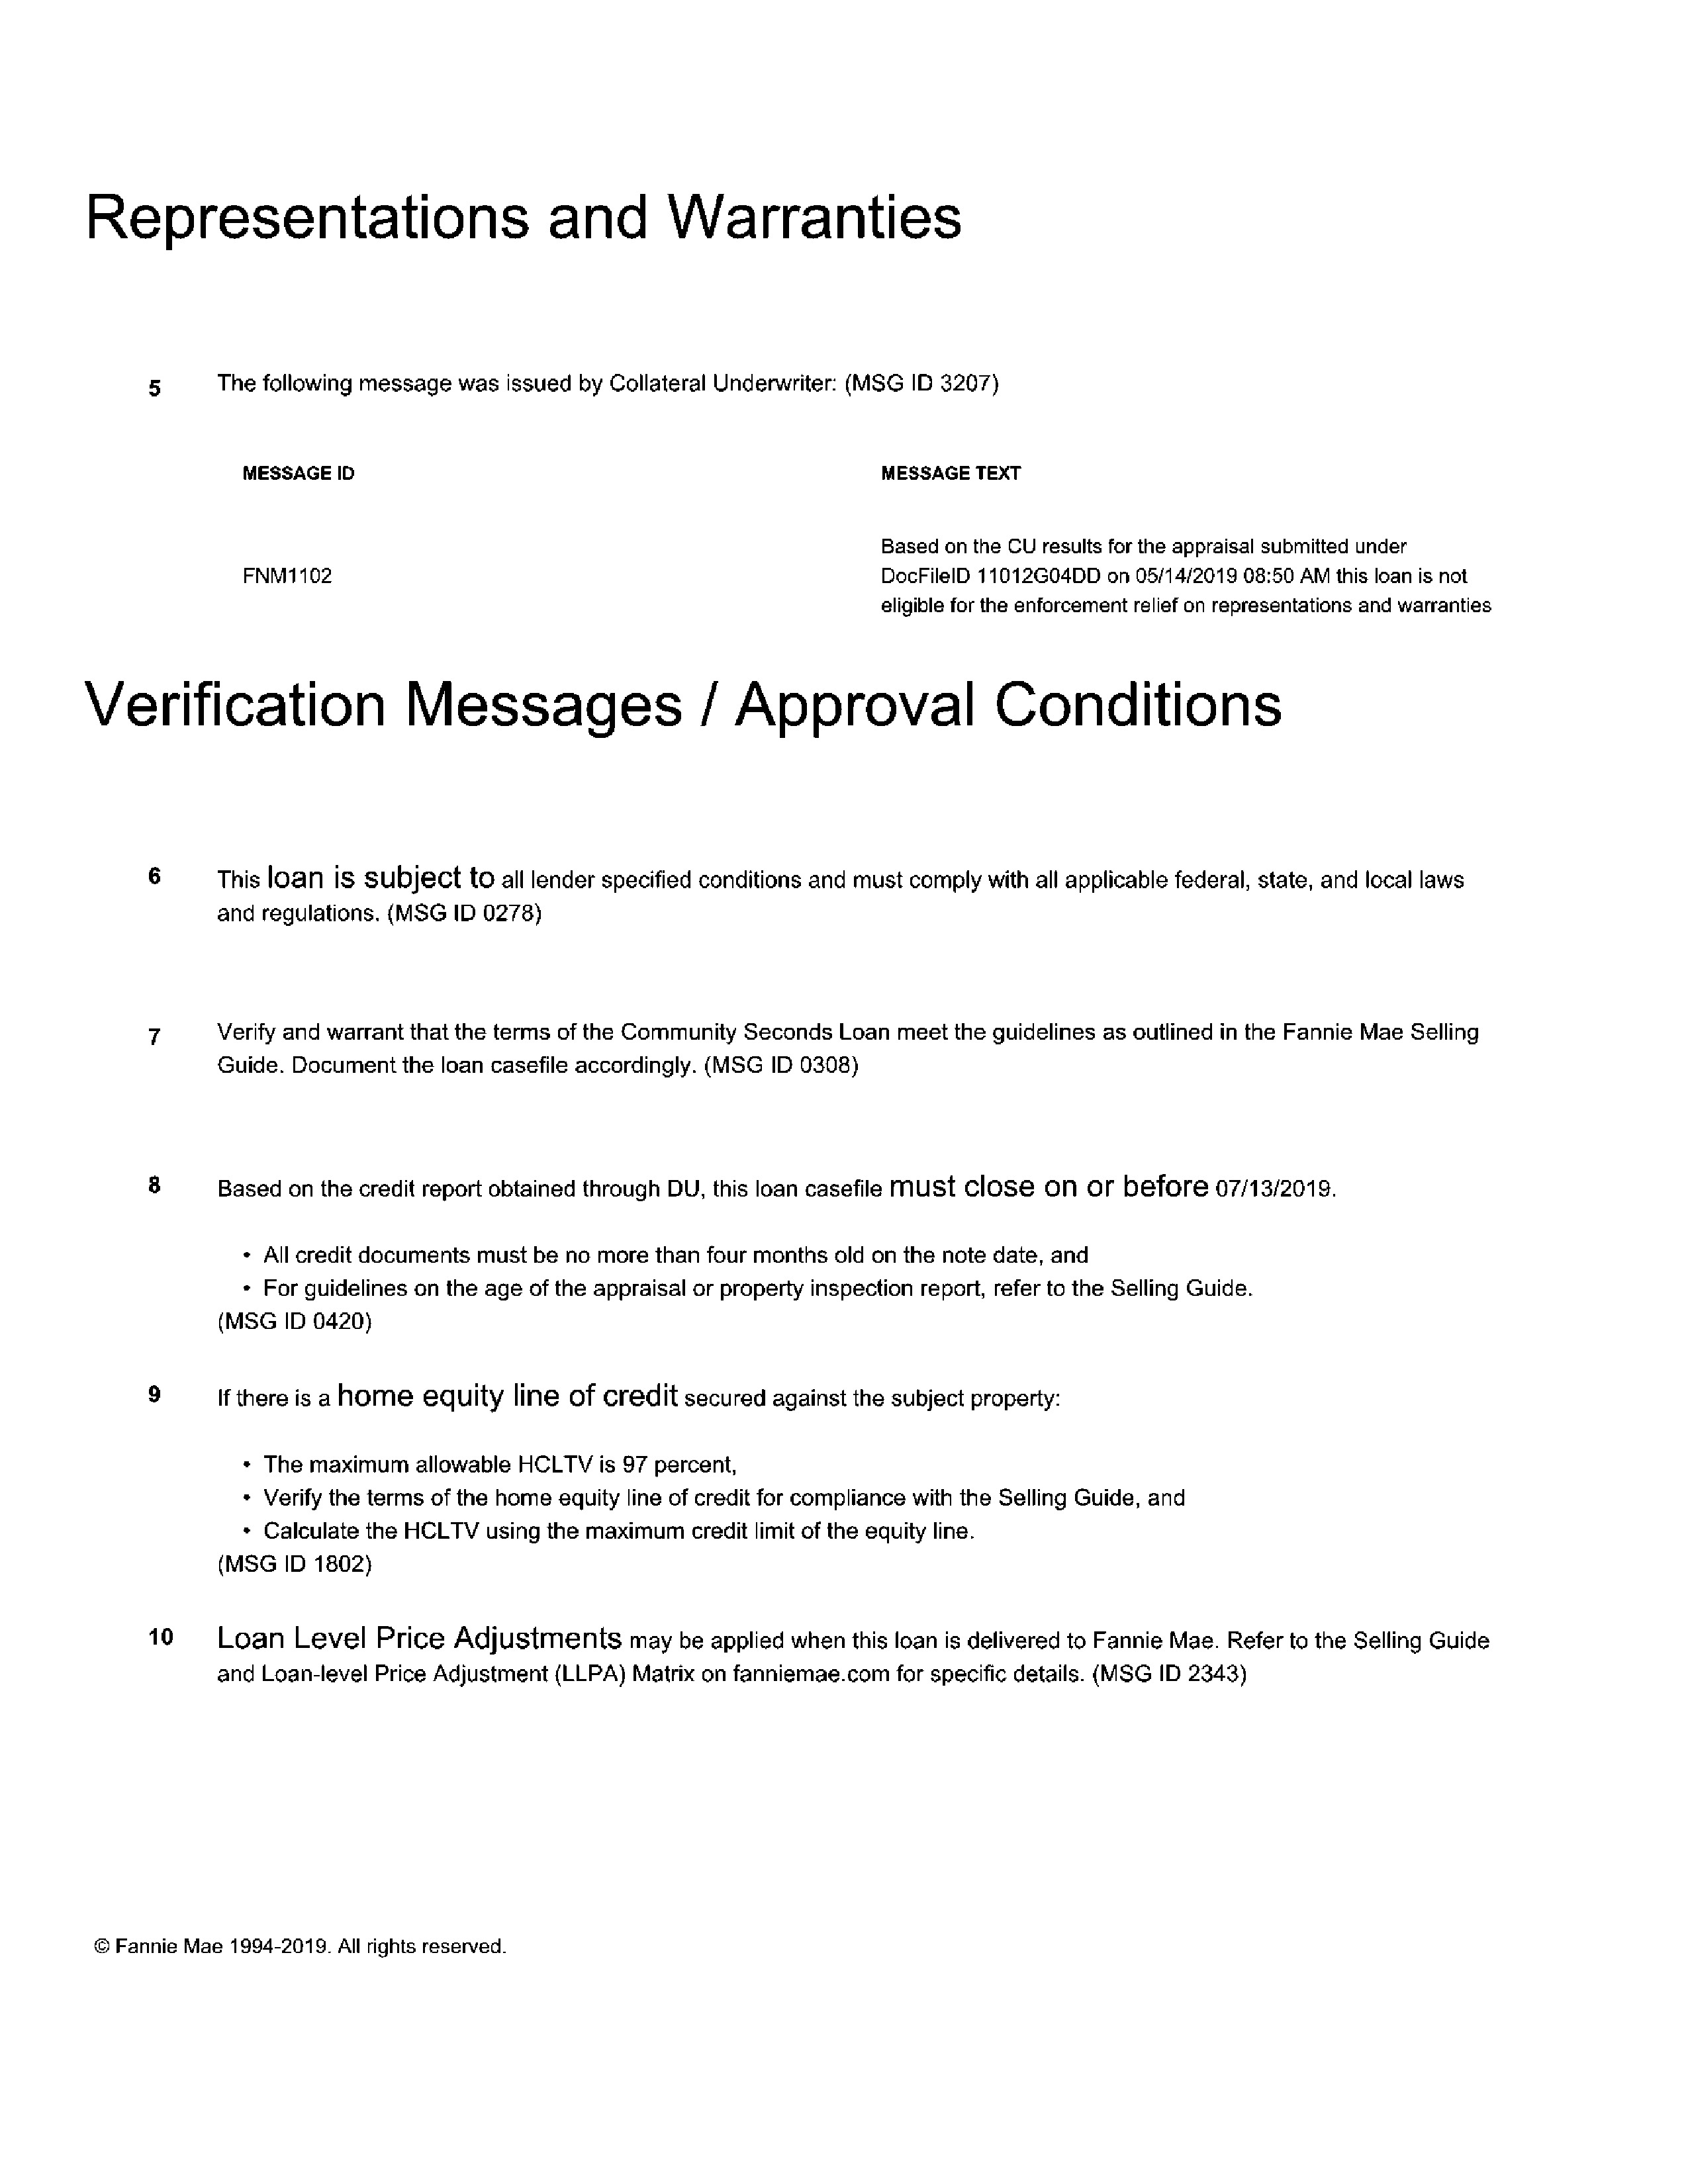 Representations and Warranties
5 The following message was issued by Collateral Underwriter: (MSG ID 3207)
MESSAGE ID MESSAGE TEXT
Based on the CU results for the appraisal submitted under
FNM1102 DocFileID 11012G04DD on 05/14/2019 08:50 AM this loan is not
eligible for the enforcement relief on representations and warranties
Verification Messages / Approval Conditions
6 This loan is subject to all lender specified conditions and must comply with all applicable federal, state, and local laws
and regulations. (MSG ID 0278)
7 Verify and warrant that the terms of the Community Seconds Loan meet the guidelines as outlined in the Fannie Mae Selling
Guide. Document the loan casefile accordingly. (MSG ID 0308)
8 Based on the credit report obtained through DU, this loan casefile must close on or before 07/13/2019.
• All credit documents must be no more than four months old on the note date, and
• For guidelines on the age of the appraisal or property inspection report, refer to the Selling Guide.
(MSG ID 0420)
9 If there is a home equity line of credit secured against the subject property:
• The maximum allowable HCLTV is 97 percent,
• Verify the terms of the home equity line of credit for compliance with the Selling Guide, and
• Calculate the HCLTV using the maximum credit limit of the equity line.
(MSG ID 1802)
10 Loan Level Price Adjustments may be applied when this loan is delivered to Fannie Mae. Refer to the Selling Guide
and Loan-level Price Adjustment (LLPA) Matrix on fanniemae.com for specific details. (MSG ID 2343)
© Fannie Mae 1994-2019. All rights reserved.